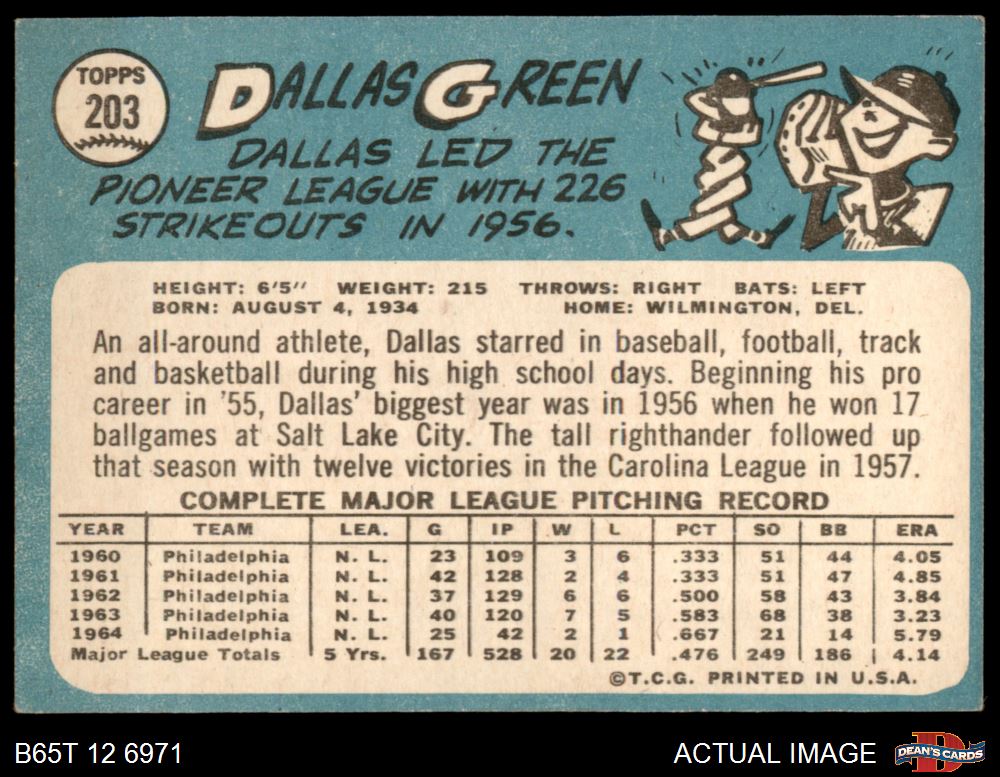 TOPPS
203
DALLAS GREEN
DALLAS LED THE
PIONEER LEAGUE WITH 226
STRIKEOUTS IN 1956.
HEIGHT: 6'5" WEIGHT: 215 THROWS: RIGHT BATS: LEFT
BORN: AUGUST 4, 1934 HOME: WILMINGTON, DEL.
An all-around athlete, Dallas starred in baseball, football, track
and basketball during his high school days. Beginning his pro
career in '55, Dallas' biggest year was in 1956 when he won 17
ballgames at Salt Lake City. The tall righthander followed up
that season with twelve victories in the Carolina League in 1957.
COMPLETE MAJOR LEAGUE PITCHING RECORD
YEAR TEAM LEA. G IP W L PCT SO BB ERA
1960 Philadelphia N. L. 23 109 3 6 .333 51 44 4.05
1961 Philadelphia N. L. 42 128 2 4 .333 51 47 4.85
1962 Philadelphia N. L. 37 129 6 6 .500 58 43 3.84
1963 Philadelphia N. L. 40 120 7 5 .583 68 38 3.23
1964 Philadelphia N. L. 25 42 2 1 .667 21 14 5.79
Major League Totals 5 Yrs. 167 528 20 22 .476 249 186 4.14
©T.C.G. PRINTED IN U.S.A.
B65T 12 6971 ACTUAL IMAGE
D
DEAN'S CARDS